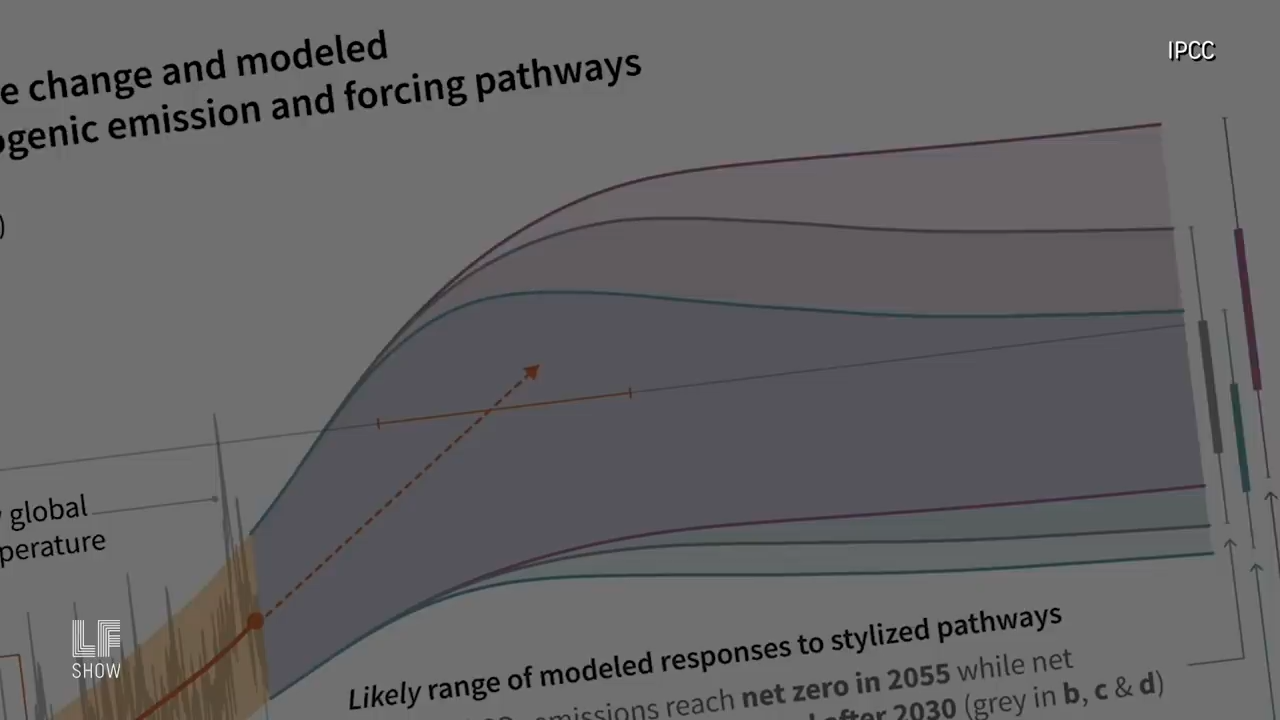 IPCC
e change and modeled
ogenic emission and forcing pathways
)
global
perature
Likely range of modeled responses to stylized pathways
emissions reach net zero in 2055 while net
after 2030 (grey in b, c & d)
LF
SHOW